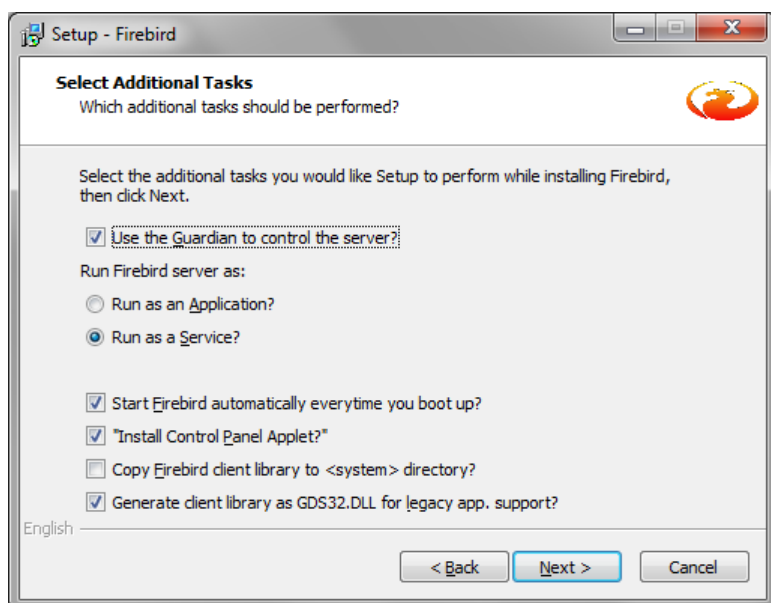 Setup - Firebird
Select Additional Tasks
Which additional tasks should be performed?
Select the additional tasks you would like Setup to perform while installing Firebird,
then click Next.
Use the Guardian to control the server?
Run Firebird server as:
Run as an Application?
Run as a Service?
Start Firebird automatically everytime you boot up?
"Install Control Panel Applet?"
Copy Firebird client library to <system> directory?
Generate client library as GDS32.DLL for legacy app. support?
English
< Back Next > Cancel